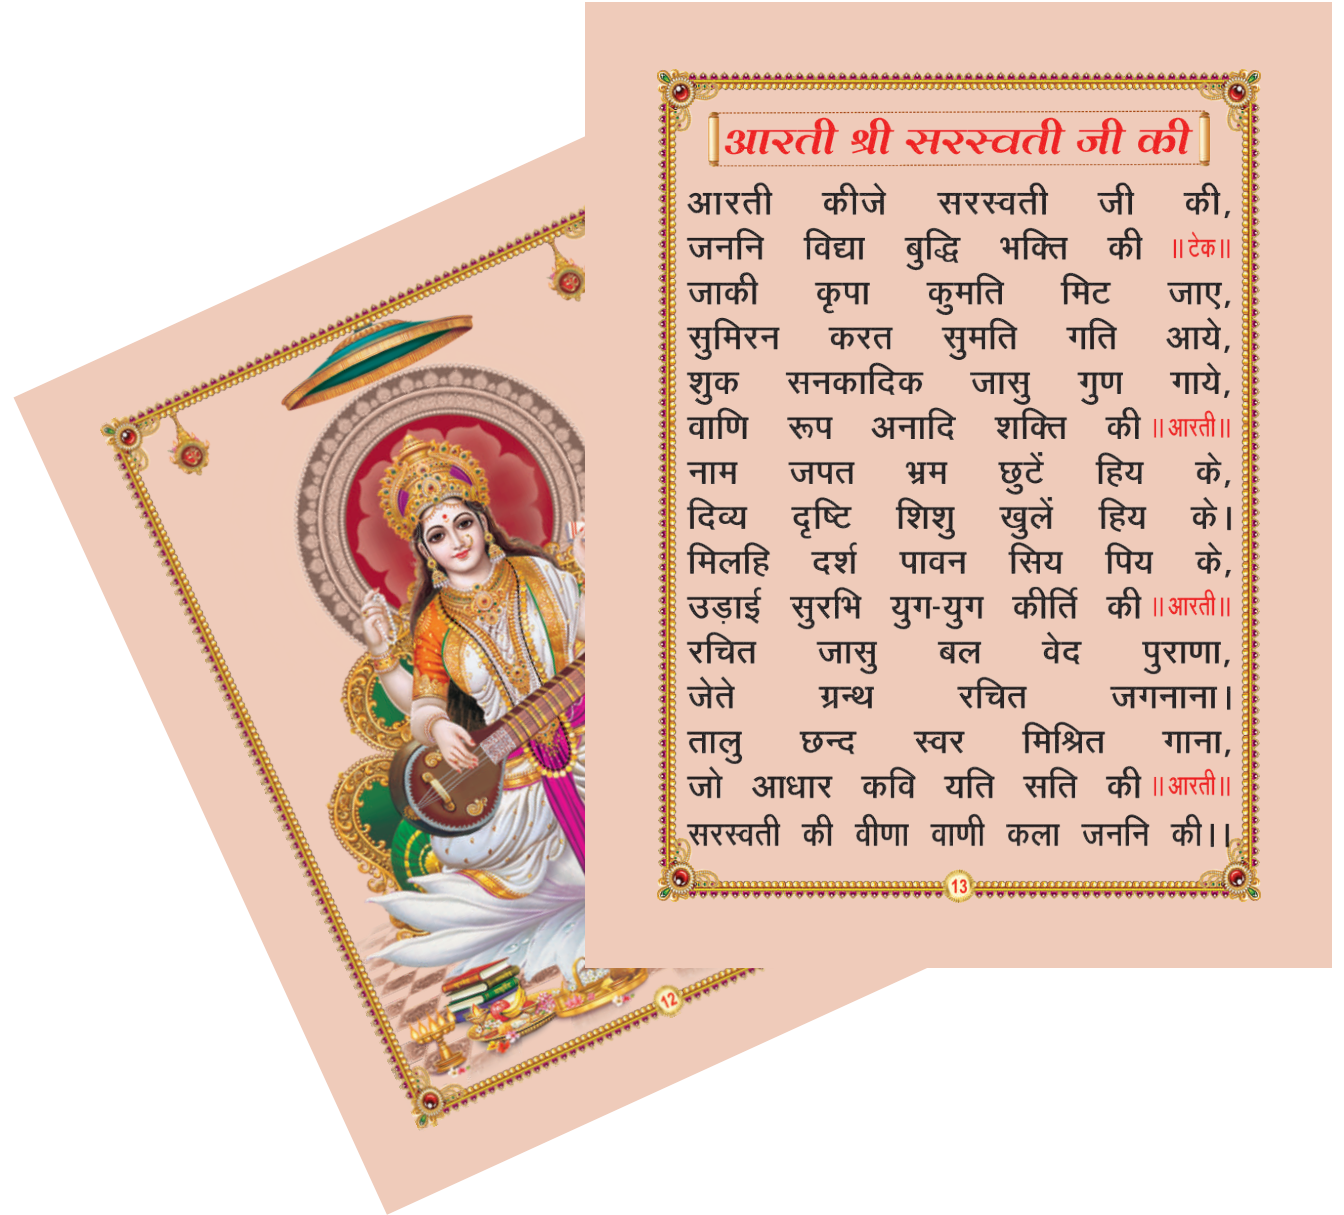 आरती श्री सरस्वती जी की
आरती कीजे सरस्वती जी की,
जननि विद्या बुद्धि भक्ति की ॥टेक॥
जाकी कृपा कुमति मिट जाए,
सुमिरन करत सुमति गति आये,
शुक सनकादिक जासु गुण गाये,
वाणि रूप अनादि शक्ति की ॥आरती॥
नाम जपत भ्रम छुटें हिय के,
दिव्य दृष्टि शिशु खुलें हिय के।
मिलहि दर्श पावन सिय पिय के,
उड़ाई सुरभि युग-युग कीर्ति की ॥आरती॥
रचित जासु बल वेद पुराणा,
जेते ग्रन्थ रचित जगनाना।
तालु छन्द स्वर मिश्रित गाना,
जो आधार कवि यति सति की ॥आरती॥
सरस्वती की वीणा वाणी कला जननि की।।
13
12